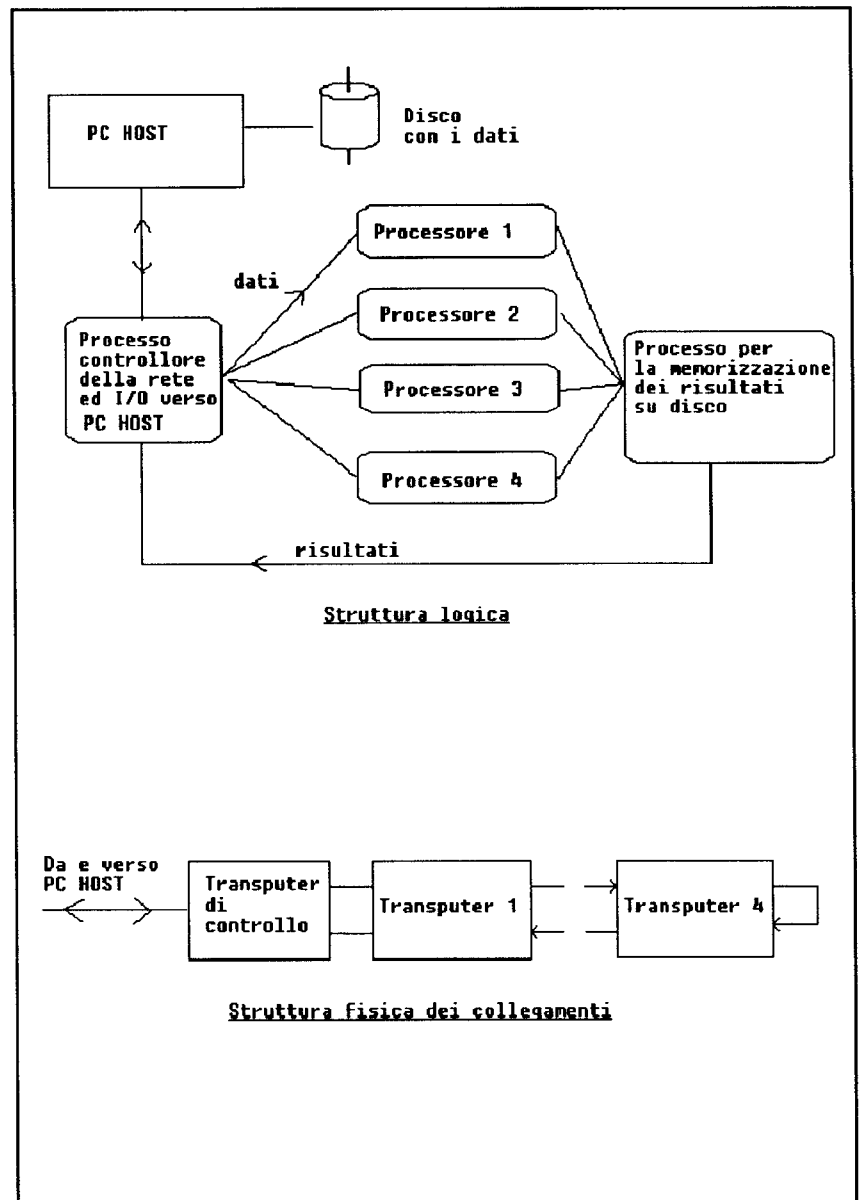 PC HOST
Disco
con i dati
Processore 1
dati
Processore 2
Processo
controllore
della rete
ed I/O verso
PC HOST
Processo per
la memorizzazione
dei risultati
su disco
Processore 3
Processore 4
risultati
Struttura logica
Da e verso
PC HOST
Transputer
di
controllo
Transputer 1
Transputer 4
Struttura fisica dei collegamenti